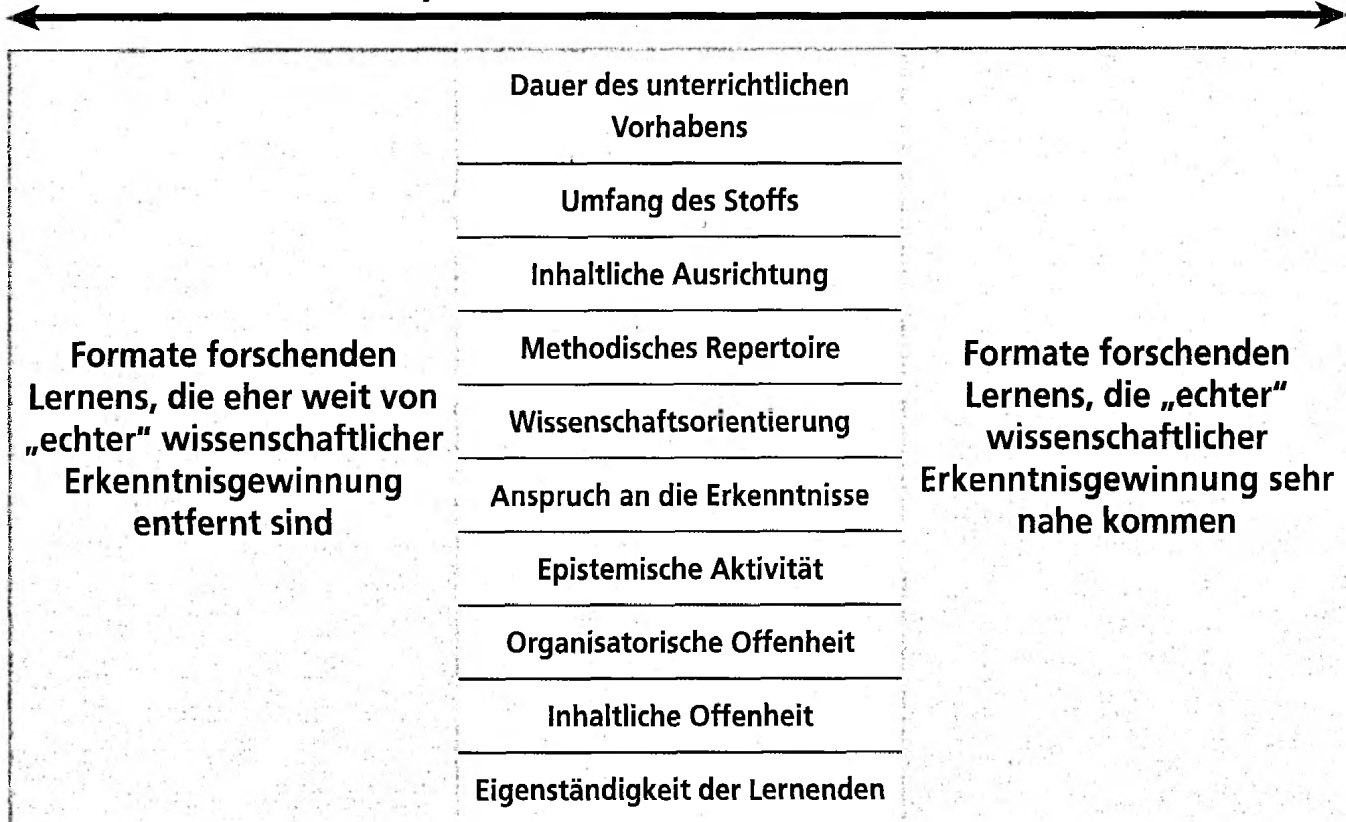 Dauer des unterrichtlichen
Vorhabens
Umfang des Stoffs
Inhaltliche Ausrichtung
Methodisches Repertoire
Wissenschaftsorientierung
Anspruch an die Erkenntnisse
Epistemische Aktivität
Organisatorische Offenheit
Inhaltliche Offenheit
Eigenständigkeit der Lernenden
Formate forschenden
Lernens, die eher weit von
„echter" wissenschaftlicher
Erkenntnisgewinnung
entfernt sind
Formate forschenden
Lernens, die „echter"
wissenschaftlicher
Erkenntnisgewinnung sehr
nahe kommen